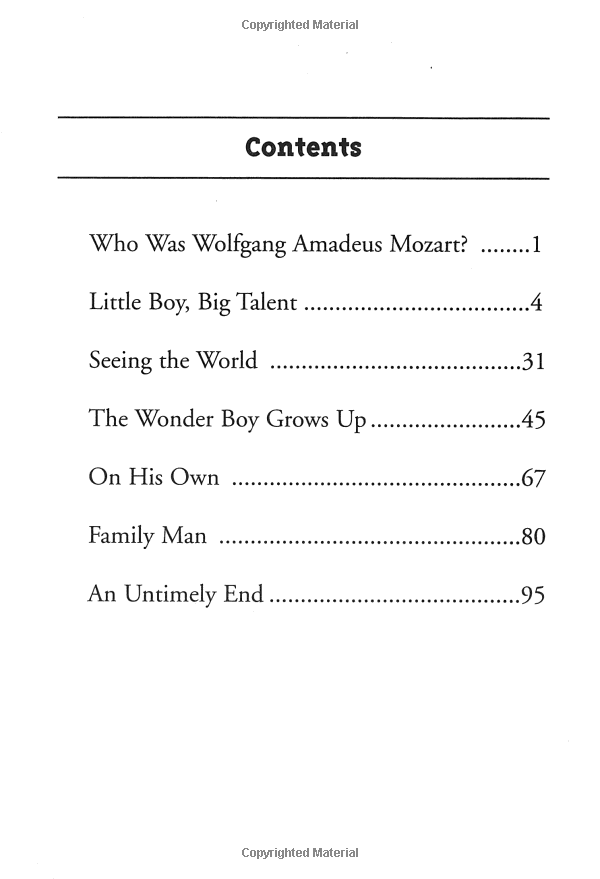 Copyrighted Material
Contents
Who Was Wolfgang Amadeus Mozart? ........1
Little Boy, Big Talent ....................................4
Seeing the World ........................................31
The Wonder Boy Grows Up........................45
On His Own ..............................................67
Family Man ................................................80
An Untimely End........................................95
Copyrighted Material